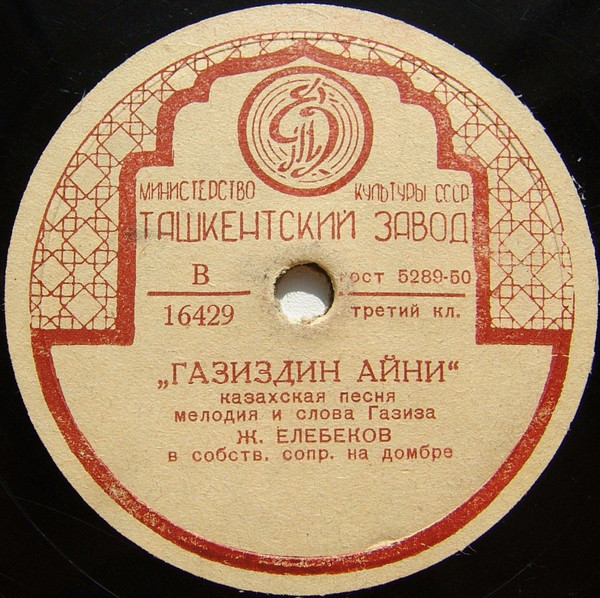 МИНИСТЕРСТВО КУЛЬТУРЫ СССР
ТАШКЕНТСКИЙ ЗАВОД
В
16429
гост 5289-50
третий кл.
„ГАЗИЗДИН АЙНИ“
казахская песня
мелодия и слова Газиза
Ж. ЕЛЕБЕКОВ
в собств. сопр. на домбре